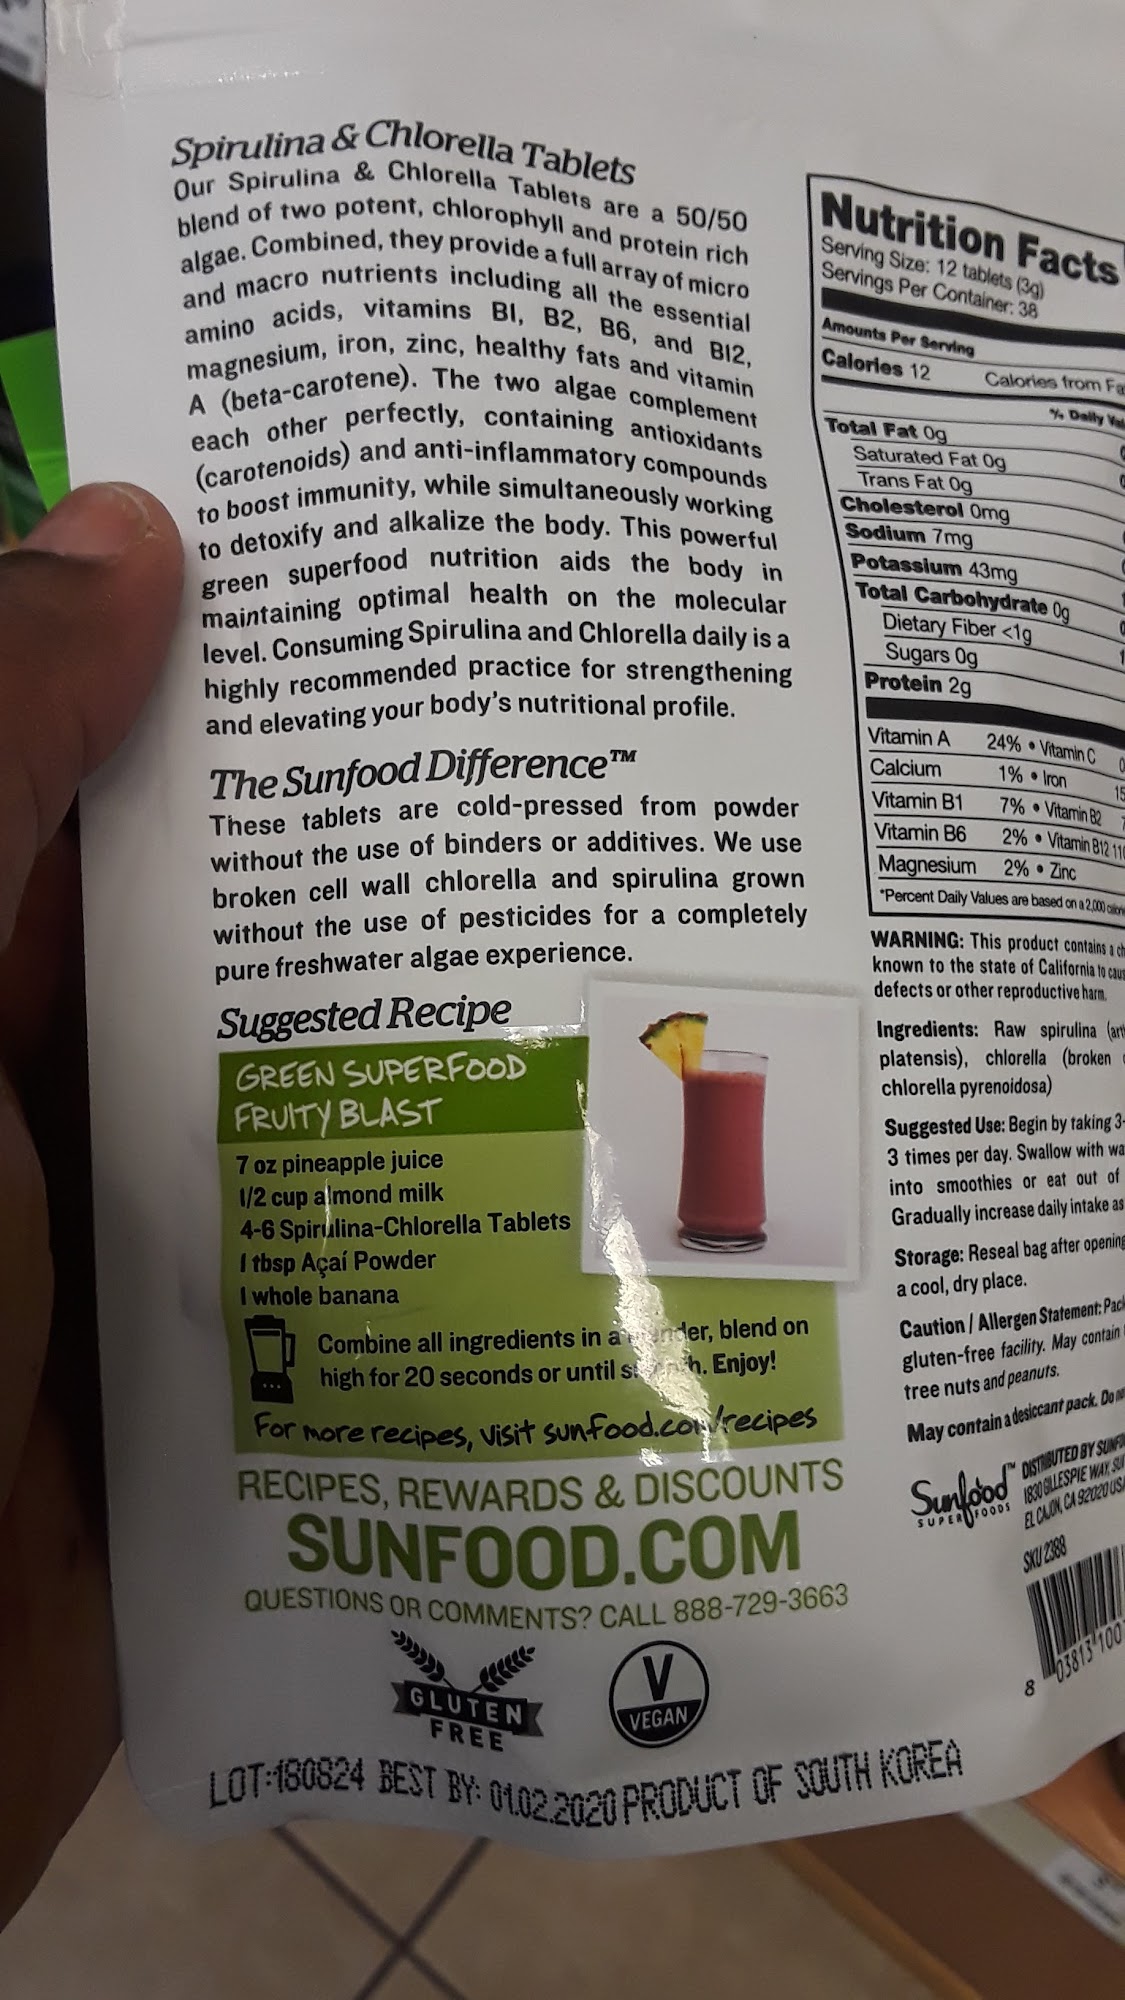 Spirulina & Chlorella Tablets
Our Spirulina & Chlorella Tablets are a 50/50
blend of two potent, chlorophyll and protein rich
algae. Combined, they provide a full array of micro
and macro nutrients including all the essential
amino acids, vitamins B1, B2, B6, and B12,
magnesium, iron, zinc, healthy fats and vitamin
A (beta-carotene). The two algae complement
each other perfectly, containing antioxidants
(carotenoids) and anti-inflammatory compounds
to boost immunity, while simultaneously working
to detoxify and alkalize the body. This powerful
green superfood nutrition aids the body in
maintaining optimal health on the molecular
level. Consuming Spirulina and Chlorella daily is a
highly recommended practice for strengthening
and elevating your body's nutritional profile.
The Sunfood Difference™
These tablets are cold-pressed from powder
without the use of binders or additives. We use
broken cell wall chlorella and spirulina grown
without the use of pesticides for a completely
pure freshwater algae experience.
Suggested Recipe
GREEN SUPERFOOD
FRUITY BLAST
7 oz pineapple juice
1/2 cup almond milk
4-6 Spirulina-Chlorella Tablets
1 tbsp Açaí Powder
1 whole banana
Combine all ingredients in a blender, blend on
high for 20 seconds or until smooth. Enjoy!
For more recipes, visit sunfood.com/recipes
RECIPES, REWARDS & DISCOUNTS
SUNFOOD.COM
QUESTIONS OR COMMENTS? CALL 888-729-3663
GLUTEN
FREE
V
VEGAN
LOT:180824 BEST BY: 01.02.2020 PRODUCT OF SOUTH KOREA
Nutrition Facts
Serving Size: 12 tablets (3g)
Servings Per Container: 38
Amounts Per Serving
Calories 12 Calories from
% Daily
Total Fat 0g
Saturated Fat 0g
Trans Fat 0g
Cholesterol 0mg
Sodium 7mg
Potassium 43mg
Total Carbohydrate 0g
Dietary Fiber <1g
Sugars 0g
Protein 2g
Vitamin A 24% • Vitamin C
Calcium 1% • Iron 15
Vitamin B1 7% • Vitamin B2
Vitamin B6 2% • Vitamin B12
Magnesium 2% • Zinc
*Percent Daily Values are based on a 2,000
WARNING: This product contains a
known to the state of California to
defects or other reproductive harm.
Ingredients: Raw spirulina
platensis), chlorella (broken
chlorella pyrenoidosa)
Suggested Use: Begin by taking 3-
3 times per day. Swallow with
into smoothies or eat out of
Gradually increase daily intake as
Storage: Reseal bag after opening
a cool, dry place.
Caution / Allergen Statement:
gluten-free facility. May contain
tree nuts and peanuts.
May contain a desiccant pack. Do
Sunfood™
SUPERFOODS
DISTRIBUTED BY
1830 GILLESPIE WAY,
EL CAJON, CA 92020 USA
SKU 2388
8 03813 100